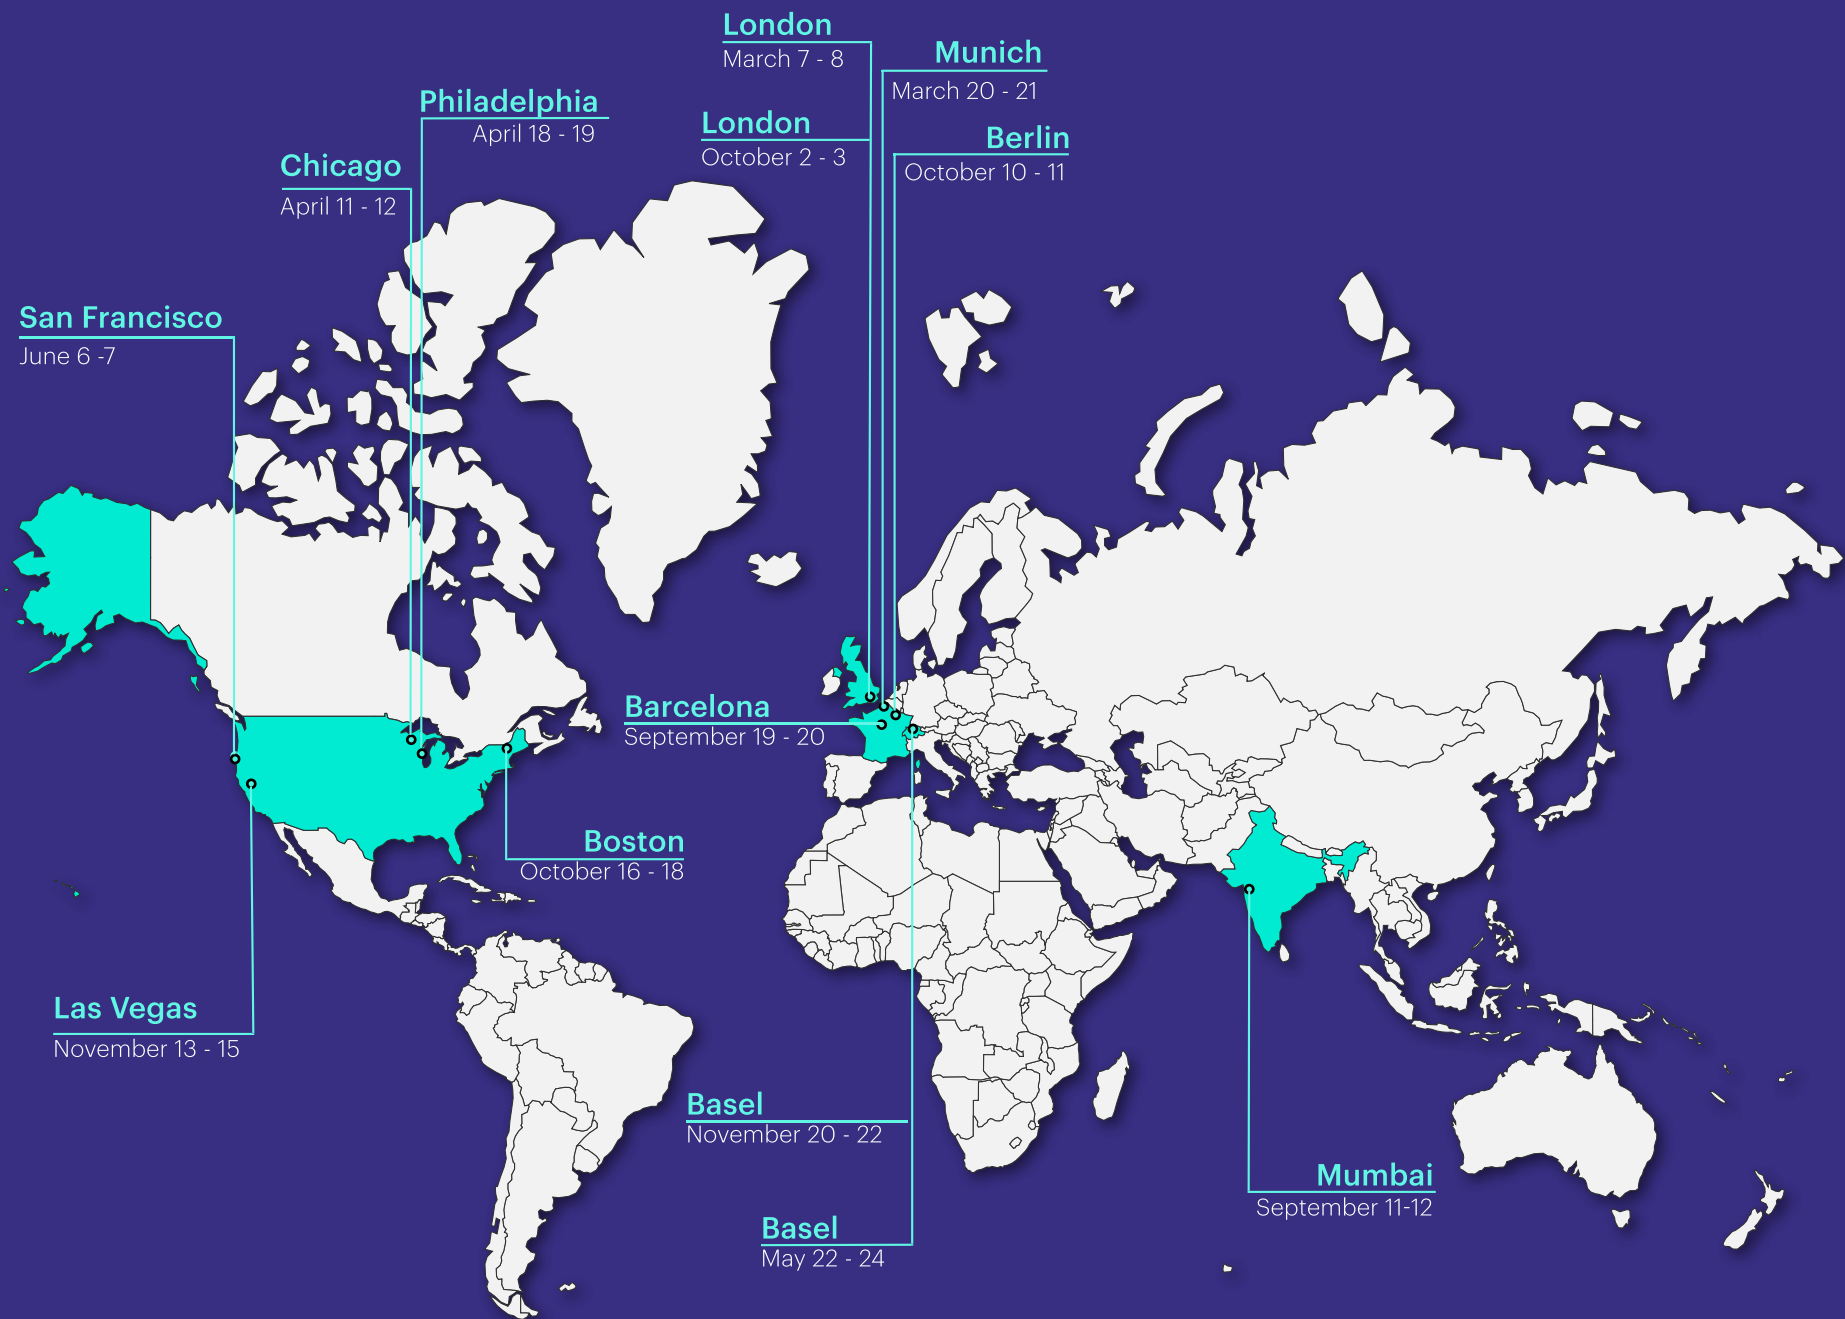 London
March 7 - 8
Munich
March 20 - 21
Philadelphia
April 18 - 19
London
October 2 - 3
Berlin
October 10 - 11
Chicago
April 11 - 12
San Francisco
June 6 -7
Barcelona
September 19 - 20
Boston
October 16 - 18
Las Vegas
November 13 - 15
Basel
November 20 - 22
Mumbai
September 11-12
Basel
May 22 - 24